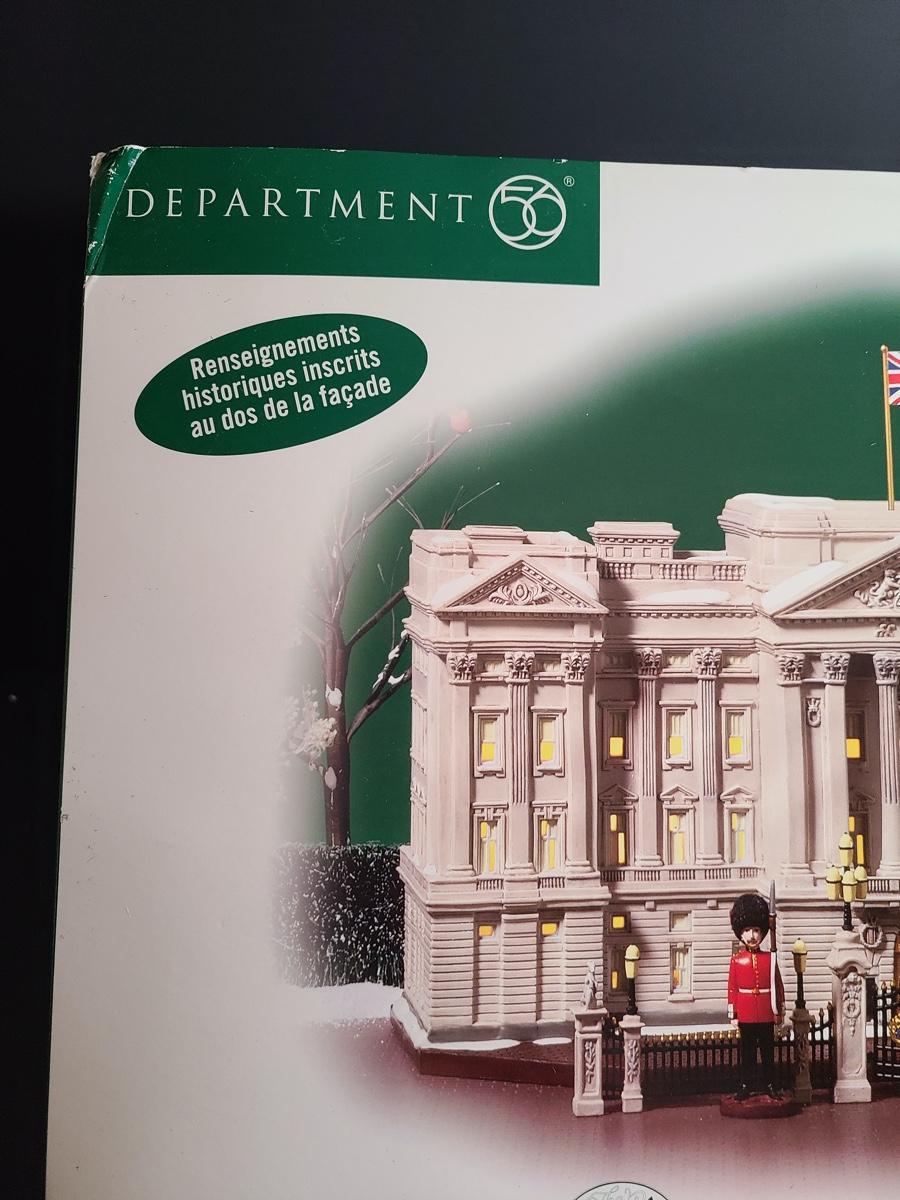 DEPARTMENT 56®
Renseignements
historiques inscrits
au dos de la façade